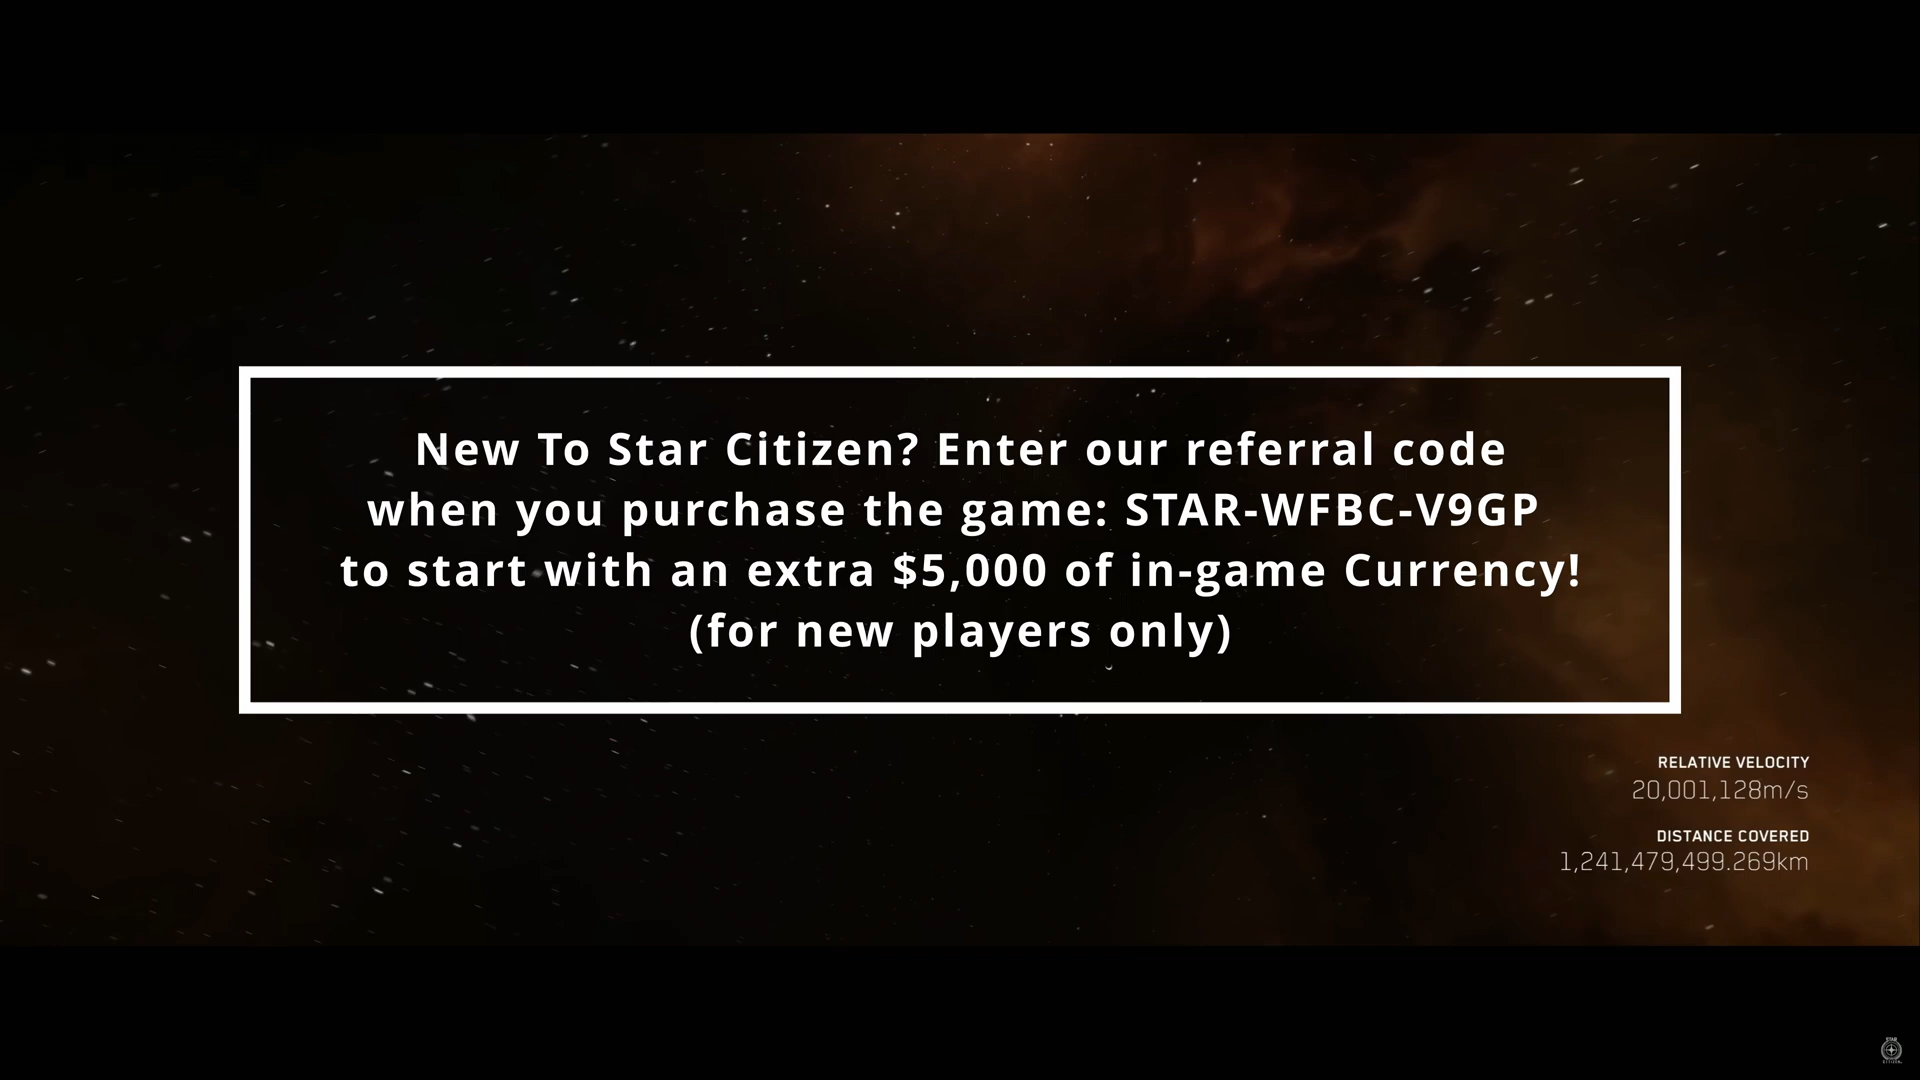 New To Star Citizen? Enter our referral code
when you purchase the game: STAR-WFBC-V9GP
to start with an extra $5,000 of in-game Currency!
(for new players only)
RELATIVE VELOCITY
20,001,128m/s
DISTANCE COVERED
1,241,479,499.269km
STAR
CITIZEN